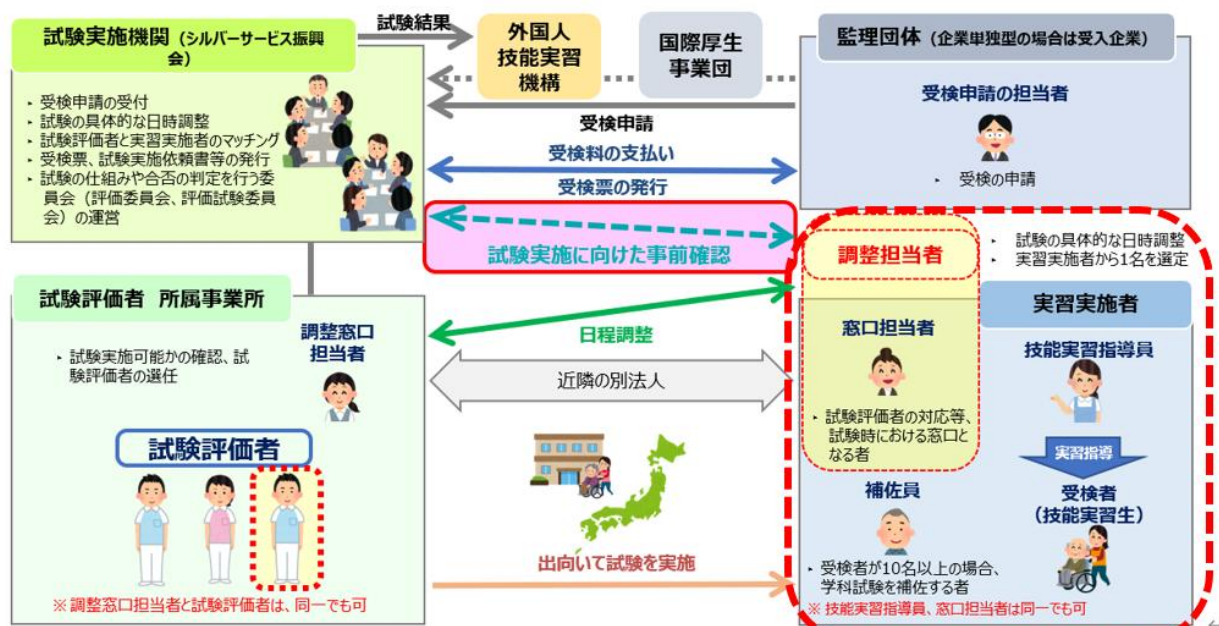 試験実施機関（シルバーサービス振興
会）
・ 受検申請の受付
・ 試験の具体的な日時調整
・ 試験評価者と実習実施者のマッチング
・ 受検票、試験実施依頼書等の発行
・ 試験の仕組みや合否の判定を行う委
員会（評価委員会、評価試験委員
会）の運営
試験結果
外国人
技能実習
機構
国際厚生
事業団
受検申請
受検料の支払い
受検票の発行
試験実施に向けた事前確認
監理団体（企業単独型の場合は受入企業）
受検申請の担当者
・ 受検の申請
調整担当者
・ 試験の具体的な日時調整
・ 実習実施者から1名を選定
試験評価者 所属事業所
調整窓口
担当者
・ 試験実施可能かの確認、試
験評価者の選任
試験評価者
※ 調整窓口担当者と試験評価者は、同一でも可
日程調整
近隣の別法人
出向いて試験を実施
窓口担当者
・ 試験評価者の対応等、
試験時における窓口と
なる者
補佐員
・ 受検者が10名以上の場合、
学科試験を補佐する者
実習実施者
技能実習指導員
実習指導
受検者
（技能実習生）
※ 技能実習指導員、窓口担当者は同一でも可